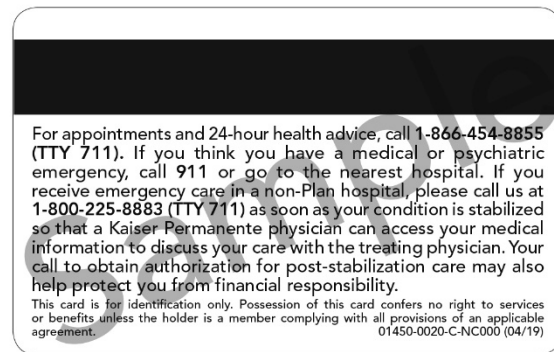 For appointments and 24-hour health advice, call 1-866-454-8855
(TTY 711). If you think you have a medical or psychiatric
emergency, call 911 or go to the nearest hospital. If you
receive emergency care in a non-Plan hospital, please call us at
1-800-225-8883 (TTY 711) as soon as your condition is stabilized
so that a Kaiser Permanente physician can access your medical
information to discuss your care with the treating physician. Your
call to obtain authorization for post-stabilization care may also
help protect you from financial responsibility.
This card is for identification only. Possession of this card confers no right to services
or benefits unless the holder is a member complying with all provisions of an applicable
agreement. 01450-0020-C-NC000 (04/19)
Sample